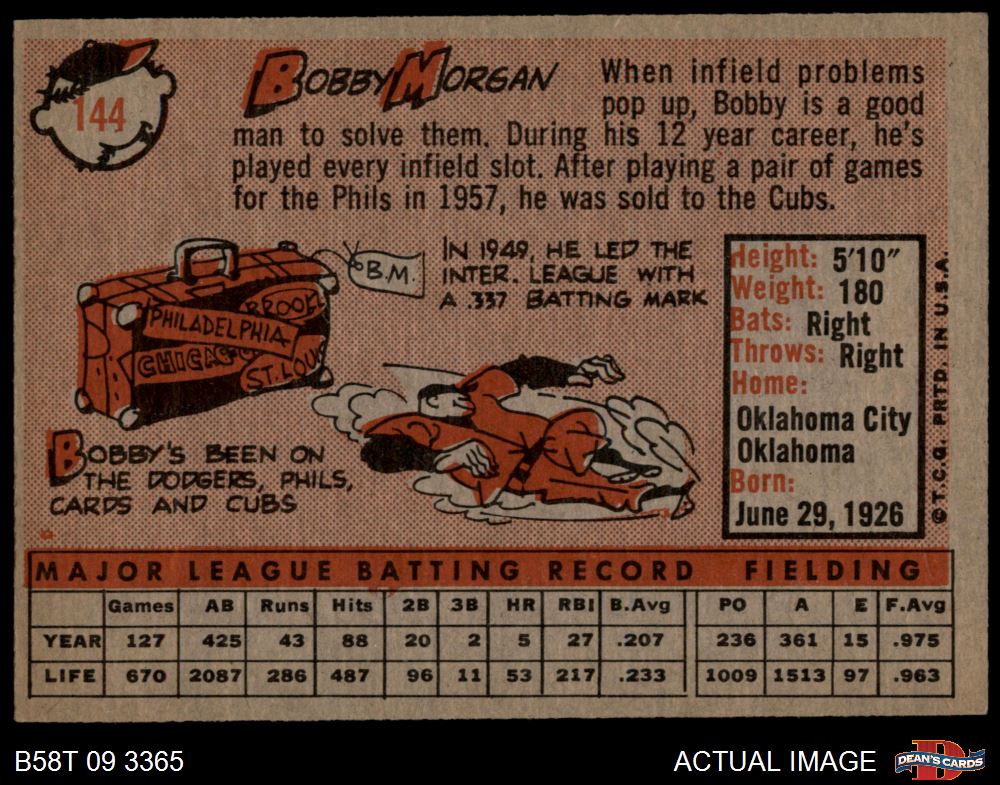 144
BOBBY MORGAN
When infield problems
pop up, Bobby is a good
man to solve them. During his 12 year career, he's
played every infield slot. After playing a pair of games
for the Phils in 1957, he was sold to the Cubs.
B.M.
BROOKL
PHILADELPHIA
CHICAGO
ST. LOUI
IN 1949, HE LED THE
INTER. LEAGUE WITH
A .337 BATTING MARK
BOBBY'S BEEN ON
THE DODGERS, PHILS,
CARDS AND CUBS
Height: 5'10"
Weight: 180
Bats: Right
Throws: Right
Home:
Oklahoma City
Oklahoma
Born:
June 29, 1926
© T.C.G. PRTD. IN U.S.A.
MAJOR LEAGUE BATTING RECORD FIELDING
Games AB Runs Hits 2B 3B HR RBI B.Avg PO A E F.Avg
YEAR 127 425 43 88 20 2 5 27 .207 236 361 15 .975
LIFE 670 2087 286 487 96 11 53 217 .233 1009 1513 97 .963
B58T 09 3365
ACTUAL IMAGE
DEAN'S CARDS